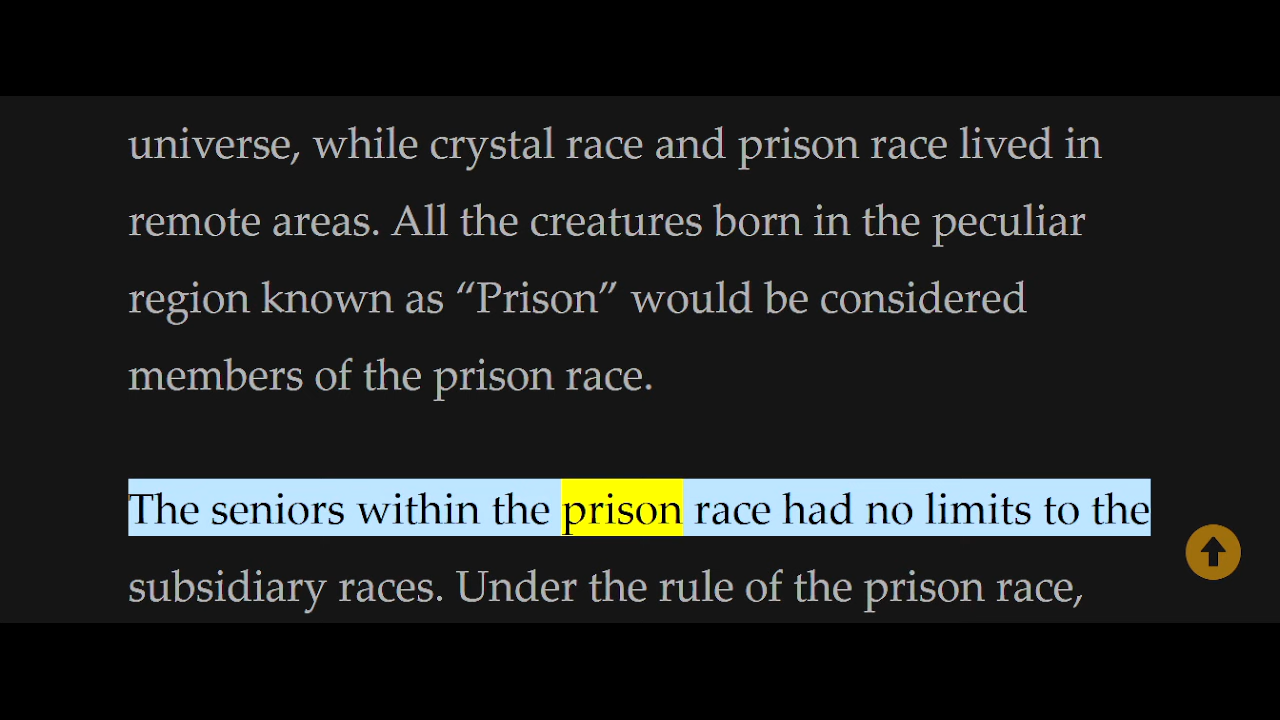 universe, while crystal race and prison race lived in
remote areas. All the creatures born in the peculiar
region known as “Prison” would be considered
members of the prison race.
The seniors within the prison race had no limits to the
subsidiary races. Under the rule of the prison race,